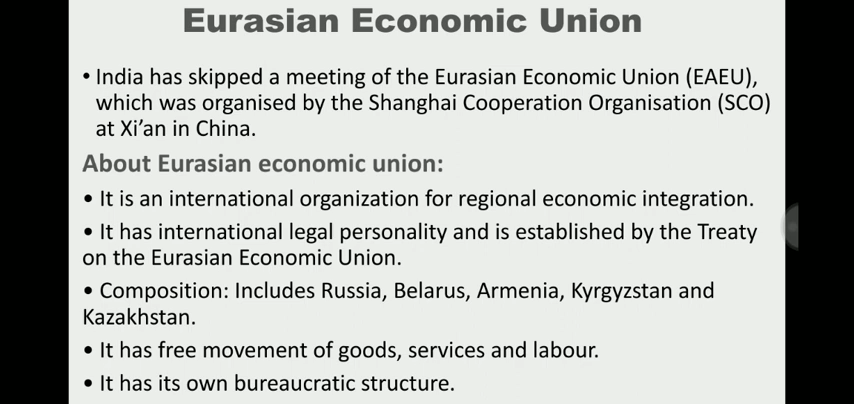 Eurasian Economic Union
• India has skipped a meeting of the Eurasian Economic Union (EAEU),
which was organised by the Shanghai Cooperation Organisation (SCO)
at Xi’an in China.
About Eurasian economic union:
• It is an international organization for regional economic integration.
• It has international legal personality and is established by the Treaty
on the Eurasian Economic Union.
• Composition: Includes Russia, Belarus, Armenia, Kyrgyzstan and
Kazakhstan.
• It has free movement of goods, services and labour.
• It has its own bureaucratic structure.